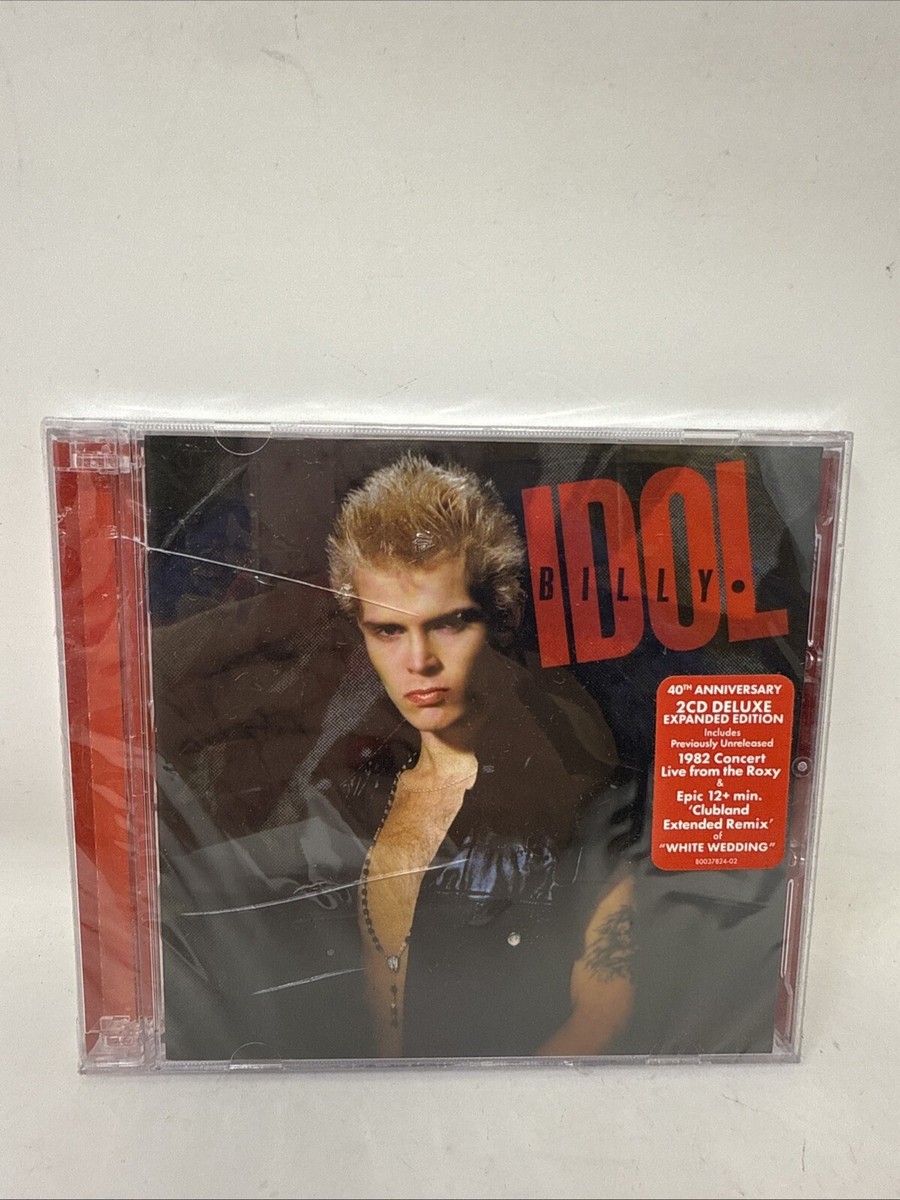 IDOL
BILLY
40TH ANNIVERSARY
2CD DELUXE
EXPANDED EDITION
Includes
Previously Unreleased
1982 Concert
Live from the Roxy
&
Epic 12+ min.
'Clubland
Extended Remix'
of
"WHITE WEDDING"
80037824-02